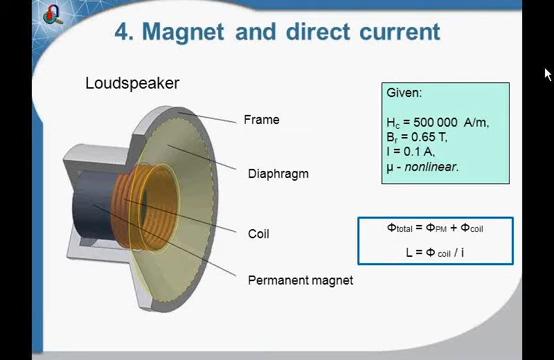 4. Magnet and direct current
Loudspeaker
Frame
Diaphragm
Coil
Permanent magnet
Given:
Hc = 500 000 A/m,
Br = 0.65 T,
I = 0.1 A,
μ - nonlinear.
Φtotal = ΦPM + Φcoil
L = Φ coil / i